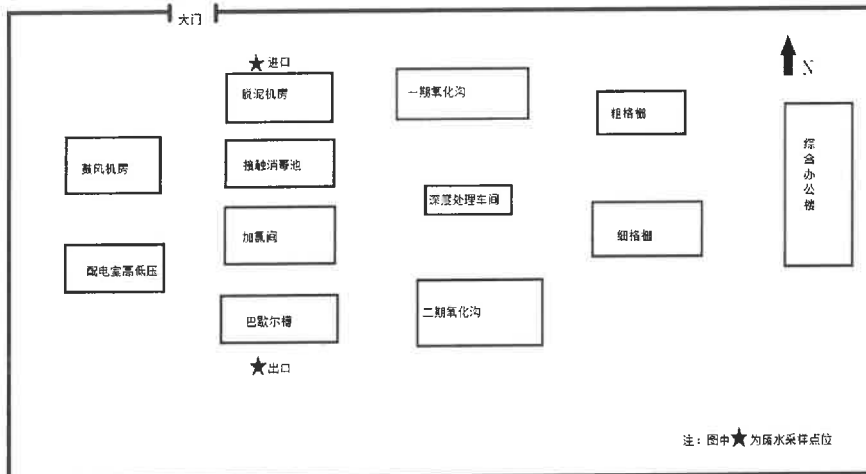 大门
★进口
N
脱泥机房
一期氧化沟
粗格栅
鼓风机房
接触消毒池
综合办公楼
深度处理车间
加氯间
细格栅
配电室高低压
巴歇尔槽
二期氧化沟
★出口
注：图中★为废水采样点位